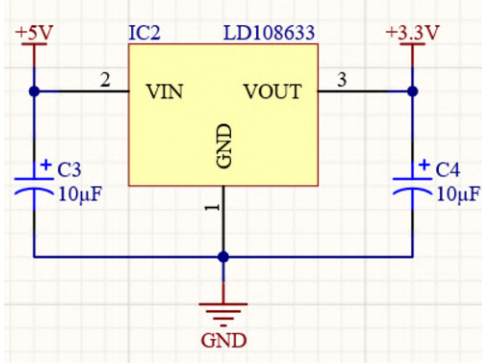 +5V
IC2
LD108633
+3.3V
2
VIN
VOUT
3
GND
1
+ C3
10µF
+ C4
10µF
GND